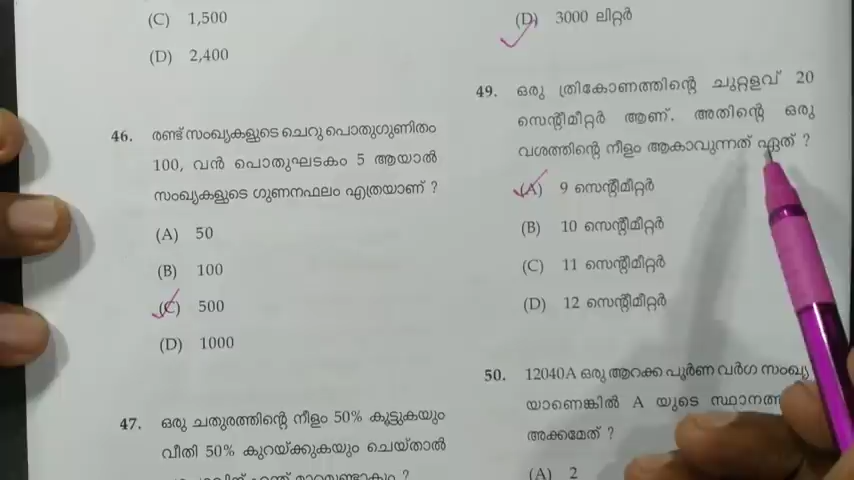 (C) 1,500
(D) 2,400
46. രണ്ട് സംഖ്യകളുടെ ചെറു പൊതുഗുണിതം
100, വൻ പൊതുഘടകം 5 ആയാൽ
സംഖ്യകളുടെ ഗുണനഫലം എത്രയാണ് ?
(A) 50
(B) 100
(C) 500
(D) 1000
47. ഒരു ചതുരത്തിന്റെ നീളം 50% കൂട്ടുകയും
വീതി 50% കുറയ്ക്കുകയും ചെയ്താൽ
(D) 3000 ലിറ്റർ
49. ഒരു ത്രികോണത്തിന്റെ ചുറ്റളവ് 20
സെന്റീമീറ്റർ ആണ്. അതിന്റെ ഒരു
വശത്തിന്റെ നീളം ആകാവുന്നത് ഏത് ?
(A) 9 സെന്റീമീറ്റർ
(B) 10 സെന്റീമീറ്റർ
(C) 11 സെന്റീമീറ്റർ
(D) 12 സെന്റീമീറ്റർ
50. 12040A ഒരു ആറക്ക പൂർണ വർഗ സംഖ്യ
യാണെങ്കിൽ A യുടെ
അക്കമേത് ?
(A) 2